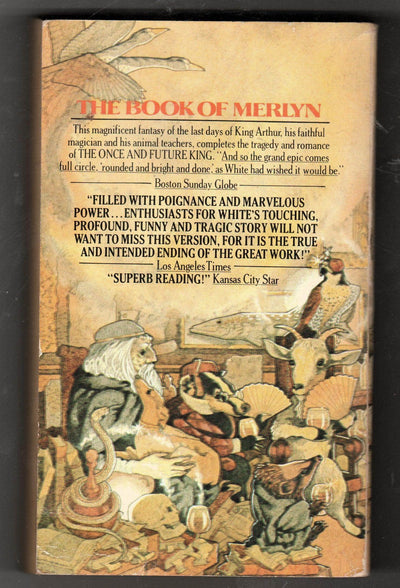 THE BOOK OF MERLYN
This magnificent fantasy of the last days of King Arthur, his faithful
magician and his animal teachers, completes the tragedy and romance
of THE ONCE AND FUTURE KING. "And so the grand epic comes
full circle, 'rounded and bright and done,' as White had wished it would be."
Boston Sunday Globe
"FILLED WITH POIGNANCE AND MARVELOUS
POWER...ENTHUSIASTS FOR WHITE'S TOUCHING,
PROFOUND, FUNNY AND TRAGIC STORY WILL
NOT WANT TO MISS THIS VERSION, FOR IT IS THE TRUE
AND INTENDED ENDING OF THE GREAT WORK!"
Los Angeles Times
"SUPERB READING!" Kansas City Star